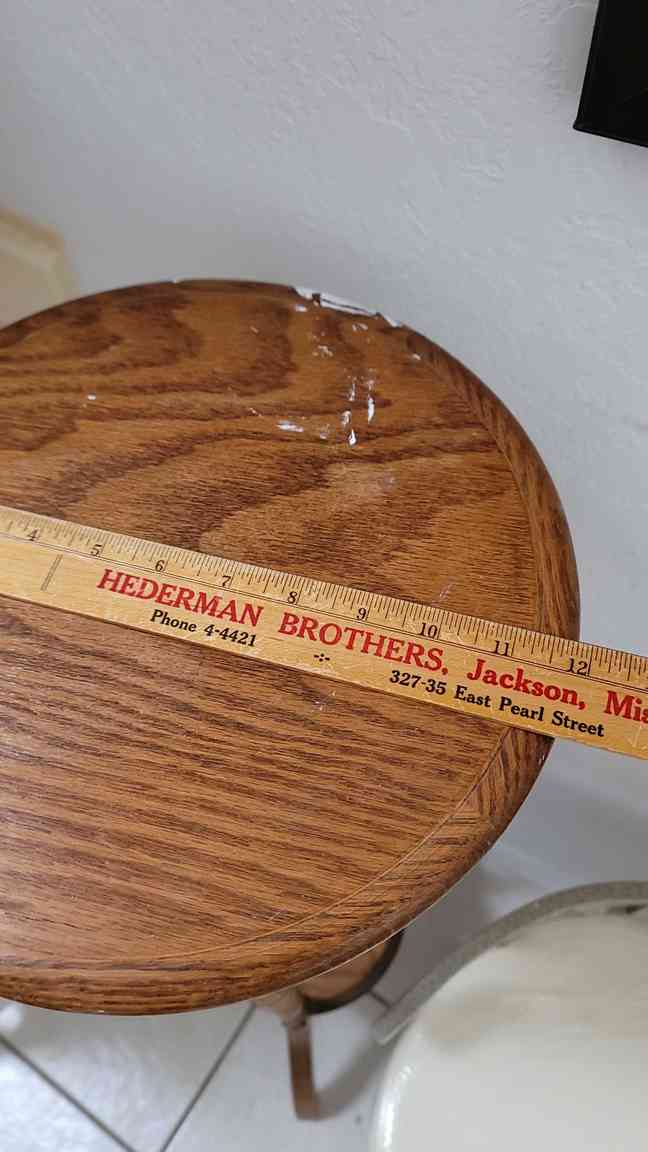 4 5 6 7 8 9 10 11 12
HEDERMAN BROTHERS, Jackson, Mis
Phone 4-4421
327-35 East Pearl Street